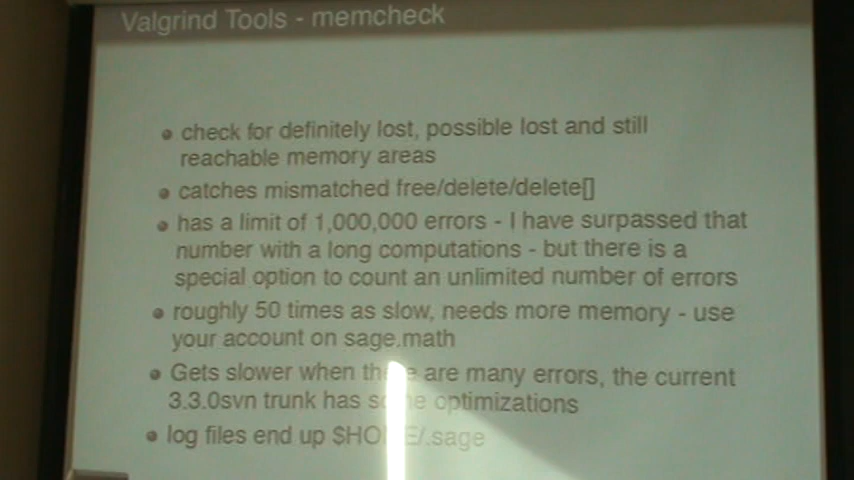 Valgrind Tools - memcheck
check for definitely lost, possible lost and still
reachable memory areas
catches mismatched free/delete/delete[]
has a limit of 1,000,000 errors - I have surpassed that
number with a long computations - but there is a
special option to count an unlimited number of errors
roughly 50 times as slow, needs more memory - use
your account on sage.math
Gets slower when there are many errors, the current
3.3.0svn trunk has some optimizations
log files end up $HOME/.sage